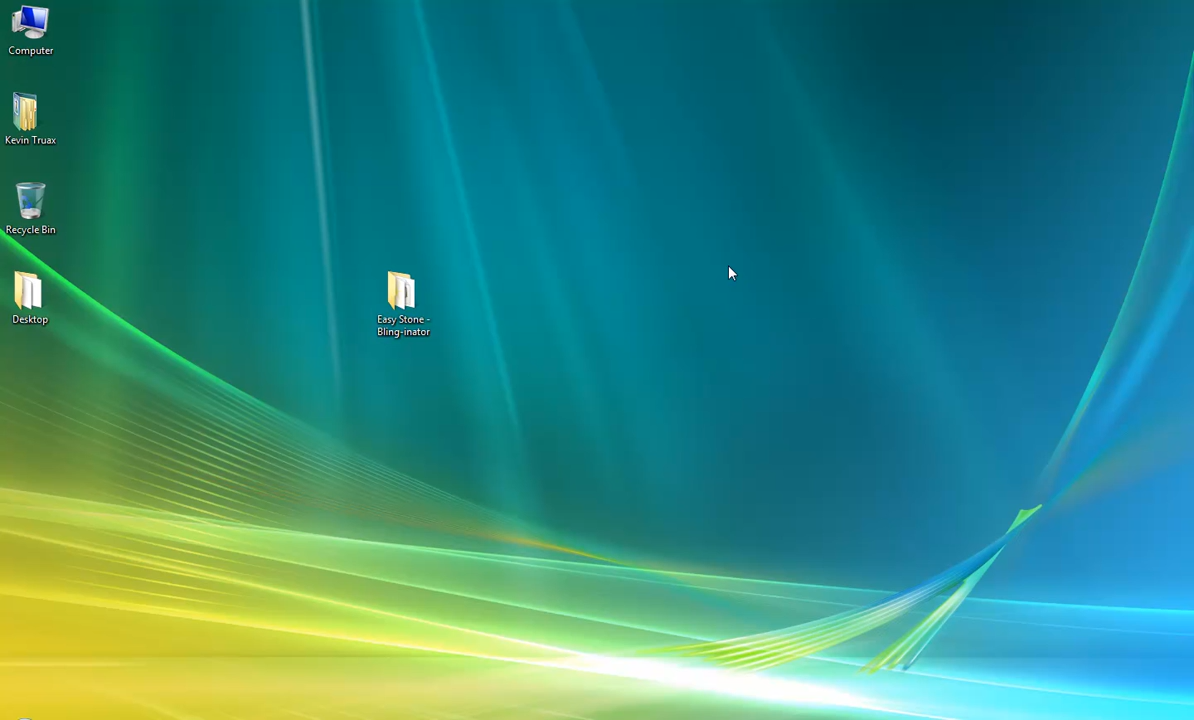 Computer
Kevin Truax
Recycle Bin
Desktop
Easy Stone -
Bling-inator